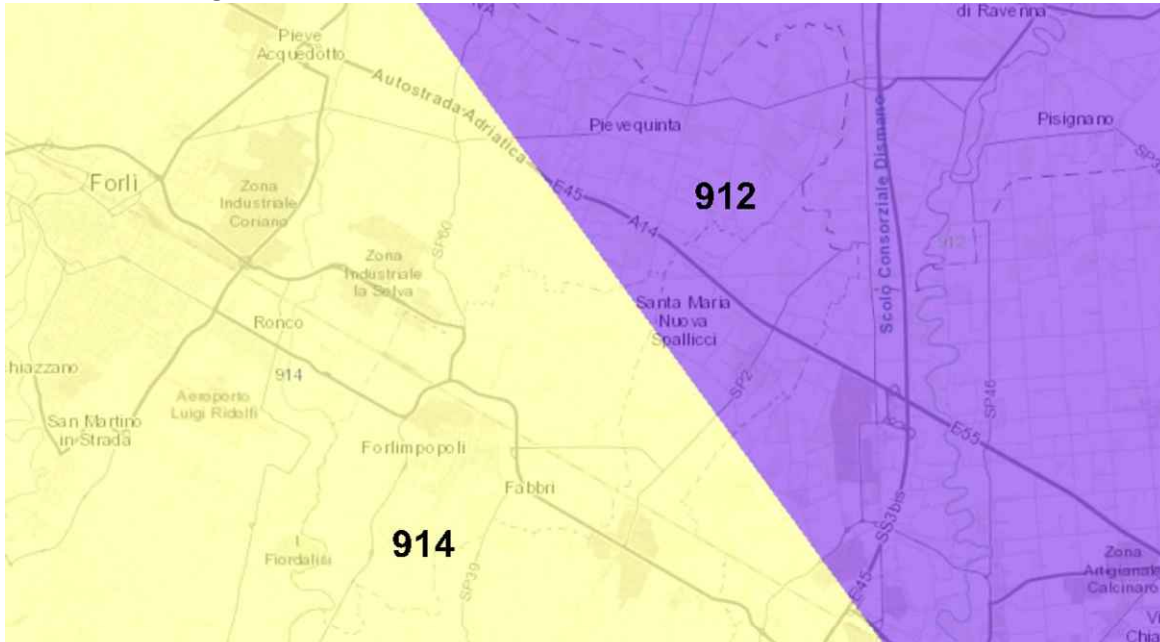 di Ravenna
Pieve
Acquedotto
Autostrada Adriatica
Pievequinta
Pisignano
Forlì
Zona
Industriale
Coriano
E45
912
A14
SP60
Scolo Consorziale Dismano
912
Zona
Industriale
la Selva
Santa Maria
Nuova
Spallicci
Ronco
914
SP2
SP46
Aeroporto
Luigi Ridolfi
San Martino
in Strada
E55
Forlimpopoli
Fabbri
SS3bis
914
I
Fiordalisi
SP39
E45
Zona
Artigianale
Calcinaro